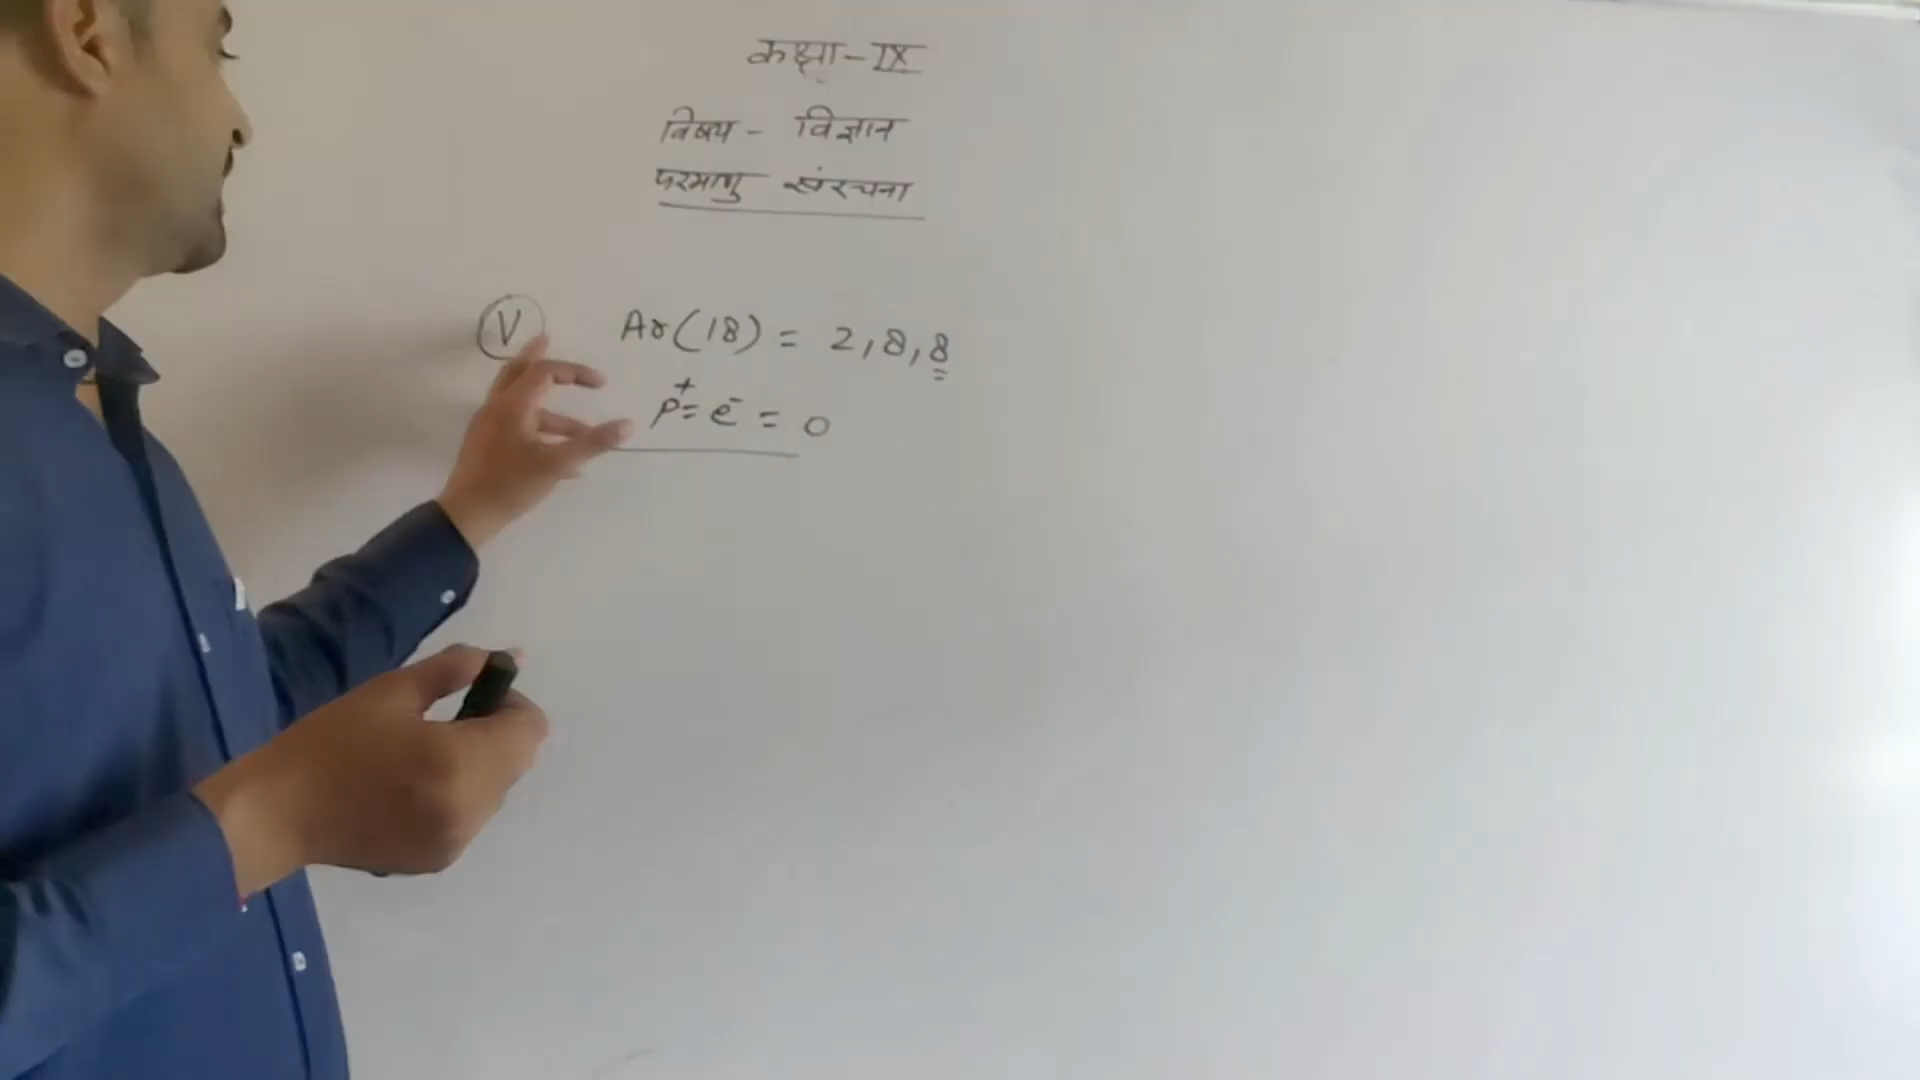 कक्षा - IX
विषय - विज्ञान
परमाणु संरचना
V Ar(18) = 2,8,8
p⁺ = e⁻ = 0